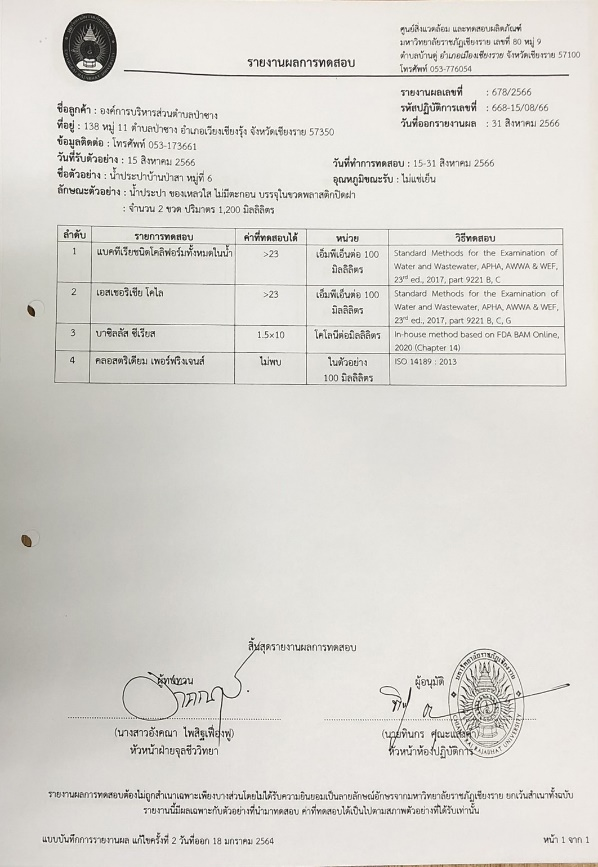 ศูนย์สิ่งแวดล้อม และทดสอบผลิตภัณฑ์
มหาวิทยาลัยราชภัฏเชียงราย เลขที่ 80 หมู่ 9
ตำบลบ้านดู่ อำเภอเมืองเชียงราย จังหวัดเชียงราย 57100
โทรศัพท์ 053-776054
รายงานผลการทดสอบ
รายงานผลเลขที่ : 678/2566
รหัสปฏิบัติการเลขที่ : 668-15/08/66
วันที่ออกรายงานผล : 31 สิงหาคม 2566
ชื่อลูกค้า : องค์การบริหารส่วนตำบลป่าซาง
ที่อยู่ : 138 หมู่ 11 ตำบลป่าซาง อำเภอเวียงเชียงรุ้ง จังหวัดเชียงราย 57350
ข้อมูลติดต่อ : โทรศัพท์ 053-173661
วันที่รับตัวอย่าง : 15 สิงหาคม 2566 วันที่ทำการทดสอบ : 15-31 สิงหาคม 2566
ชื่อตัวอย่าง : น้ำประปาบ้านป่าสา หมู่ที่ 6 อุณหภูมิขณะรับ : ไม่แช่เย็น
ลักษณะตัวอย่าง : น้ำประปา ของเหลวใส ไม่มีตะกอน บรรจุในขวดพลาสติกปิดฝา
: จำนวน 2 ขวด ปริมาตร 1,200 มิลลิลิตร
ลำดับ รายการทดสอบ ค่าที่ทดสอบได้ หน่วย วิธีทดสอบ
1 แบคทีเรียชนิดโคลิฟอร์มทั้งหมดในน้ำ >23 เอ็มพีเอ็นต่อ 100 มิลลิลิตร Standard Methods for the Examination of
Water and Wastewater, APHA, AWWA & WEF,
23rd ed., 2017, part 9221 B, C
2 เอสเชอริเชีย โคไล >23 เอ็มพีเอ็นต่อ 100 มิลลิลิตร Standard Methods for the Examination of
Water and Wastewater, APHA, AWWA & WEF,
23rd ed., 2017, part 9221 B, C, G
3 บาซิลลัส ซีเรียส 1.5×10 โคโลนีต่อมิลลิลิตร In-house method based on FDA BAM Online,
2020 (Chapter 14)
4 คลอสตริเดียม เพอร์ฟริงเจนส์ ไม่พบ ในตัวอย่าง 100 มิลลิลิตร ISO 14189 : 2013
สิ้นสุดรายงานผลการทดสอบ
ผู้ทบทวน ผู้อนุมัติ
(นางสาวอังคณา ไพสิฐเฟื่องฟู)
หัวหน้าฝ่ายจุลชีววิทยา หัวหน้าห้องปฏิบัติการ
มหาวิทยาลัยราชภัฏเชียงราย
CHIANG RAI RAJABHAT UNIVERSITY
รายงานผลการทดสอบต้องไม่ถูกสำเนาเฉพาะเพียงบางส่วนโดยไม่ได้รับความยินยอมเป็นลายลักษณ์อักษรจากมหาวิทยาลัยราชภัฏเชียงราย ยกเว้นสำเนาทั้งฉบับ
รายงานนี้มีผลเฉพาะกับตัวอย่างที่นำมาทดสอบ ค่าที่ทดสอบได้เป็นไปตามสภาพตัวอย่างที่ได้รับเท่านั้น
แบบบันทึกการรายงานผล แก้ไขครั้งที่ 2 วันที่ออก 18 มกราคม 2564 หน้า 1 จาก 1